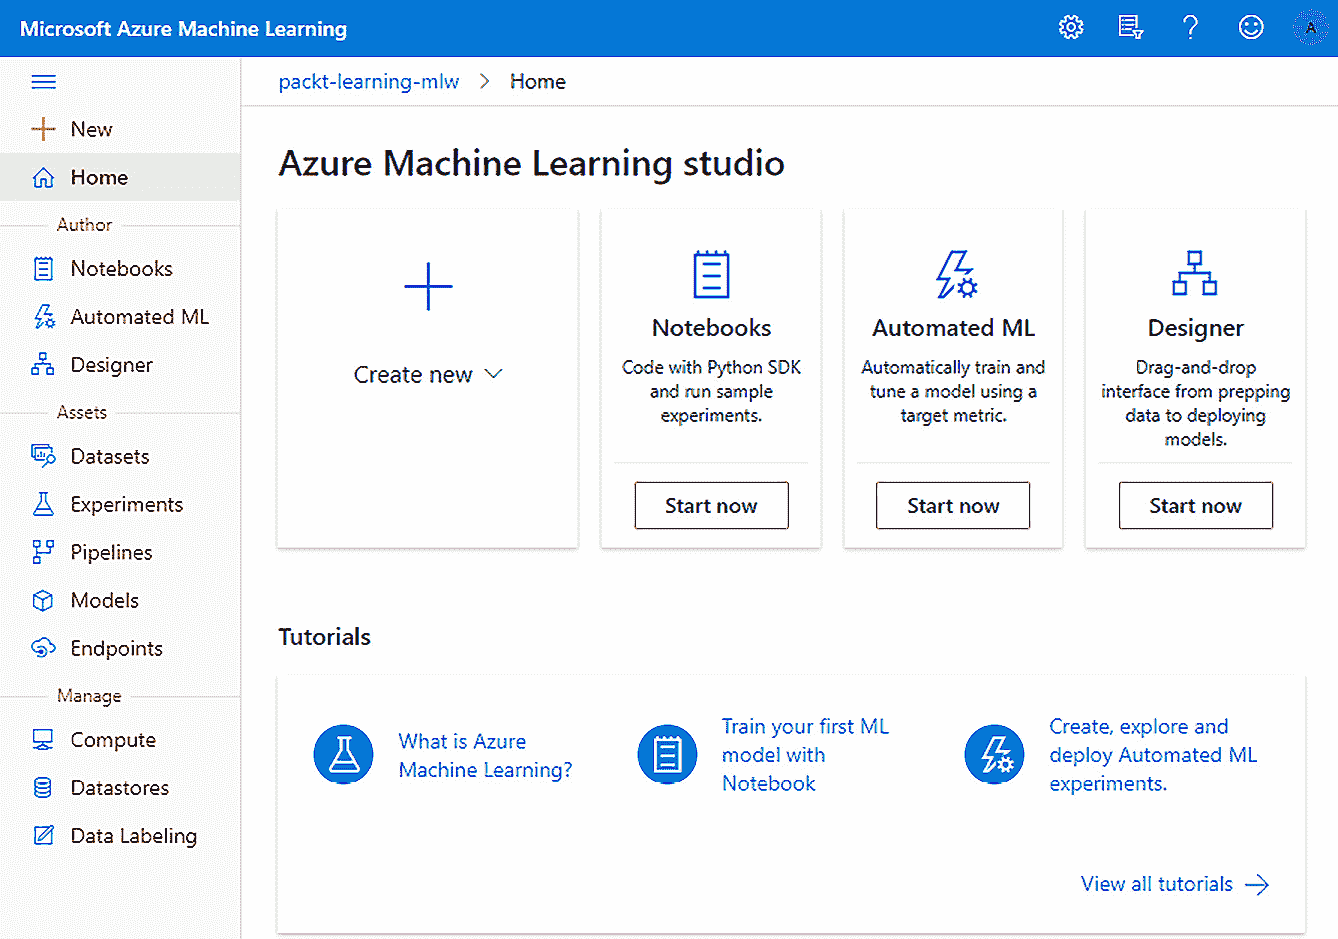 Microsoft Azure Machine Learning
A
packt-learning-mlw > Home
New
Home
Author
Notebooks
Automated ML
Designer
Assets
Datasets
Experiments
Pipelines
Models
Endpoints
Manage
Compute
Datastores
Data Labeling
Azure Machine Learning studio
Create new
Notebooks
Code with Python SDK
and run sample
experiments.
Start now
Automated ML
Automatically train and
tune a model using a
target metric.
Start now
Designer
Drag-and-drop
interface from prepping
data to deploying
models.
Start now
Tutorials
What is Azure
Machine Learning?
Train your first ML
model with
Notebook
Create, explore and
deploy Automated ML
experiments.
View all tutorials